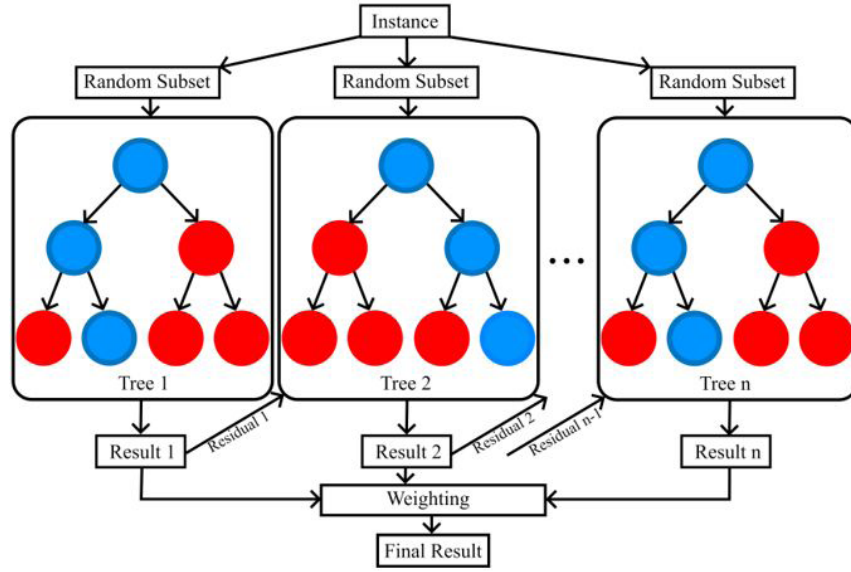 Instance
Random Subset
Random Subset
Random Subset
...
Tree 1
Tree 2
Tree n
Residual 1
Residual 2
Residual n-1
Result 1
Result 2
Result n
Weighting
Final Result